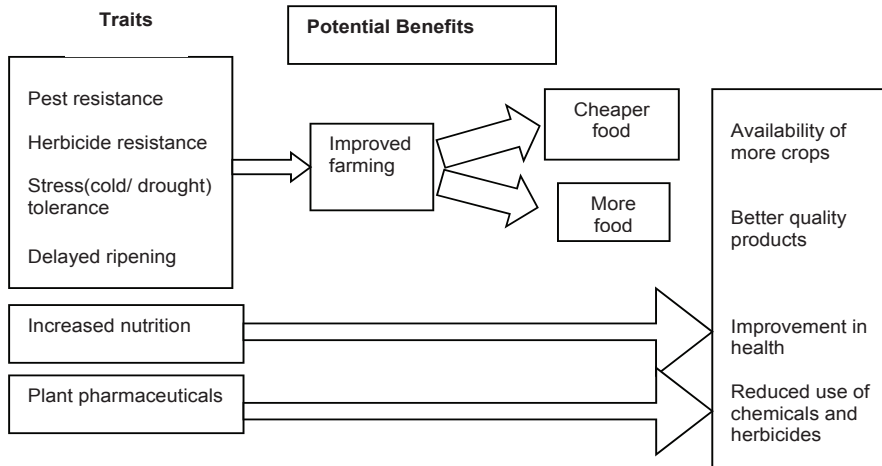 Traits
Potential Benefits
Pest resistance
Herbicide resistance
Stress(cold/ drought)
tolerance
Delayed ripening
Improved
farming
Cheaper
food
More
food
Availability of
more crops
Better quality
products
Increased nutrition
Improvement in
health
Plant pharmaceuticals
Reduced use of
chemicals and
herbicides